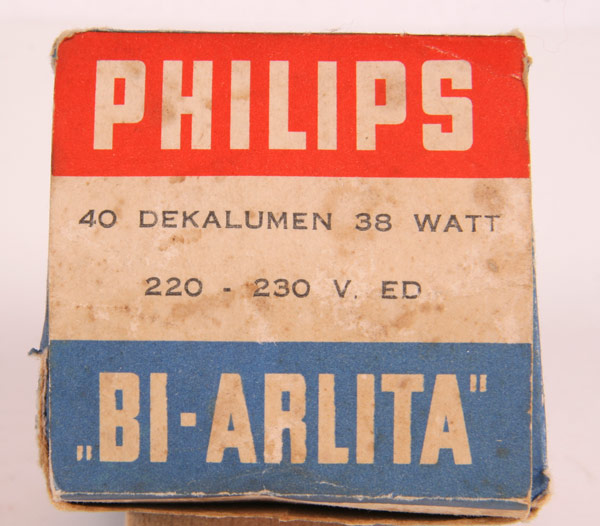 PHILIPS
40 DEKALUMEN 38 WATT
220 - 230 V. ED
„BI-ARLITA"